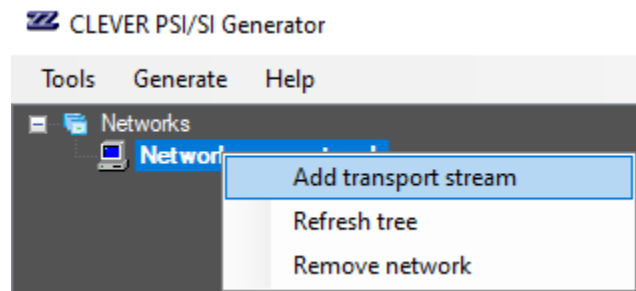 CLEVER PSI/SI Generator
Tools Generate Help
Networks
Add transport stream
Refresh tree
Remove network